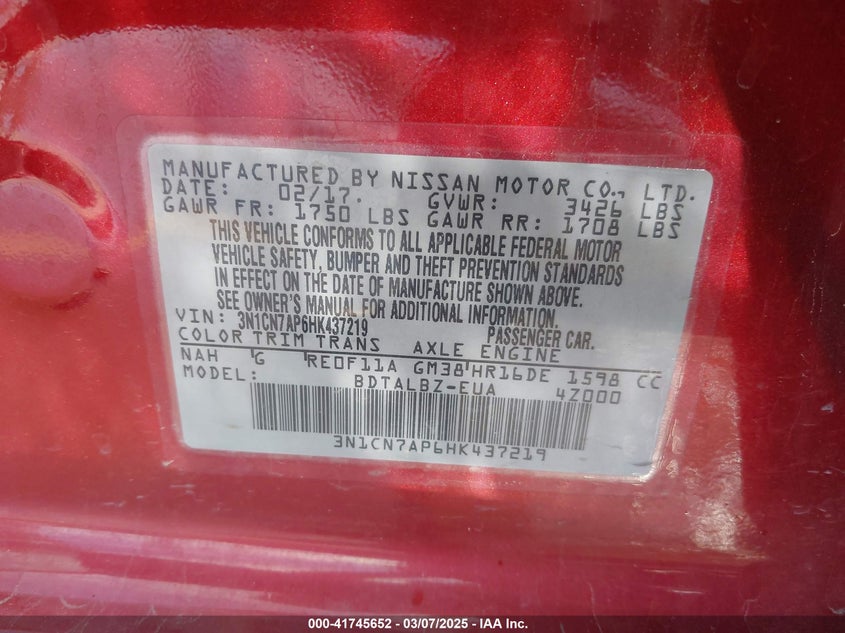 MANUFACTURED BY NISSAN MOTOR CO., LTD.
DATE: 02/17. GVWR: 3426 LBS
GAWR FR: 1750 LBS GAWR RR: 1708 LBS
THIS VEHICLE CONFORMS TO ALL APPLICABLE FEDERAL MOTOR
VEHICLE SAFETY, BUMPER AND THEFT PREVENTION STANDARDS
IN EFFECT ON THE DATE OF MANUFACTURE SHOWN ABOVE.
SEE OWNER'S MANUAL FOR ADDITIONAL INFORMATION.
VIN: 3N1CN7AP6HK437219 PASSENGER CAR.
COLOR TRIM TRANS AXLE ENGINE
NAH G RE0F11A GM38 HR16DE 1598 CC
MODEL: BDTALBZ-EUA 4Z000
3N1CN7AP6HK437219
000-41745652 / 03/07/2025 - IAA Inc.